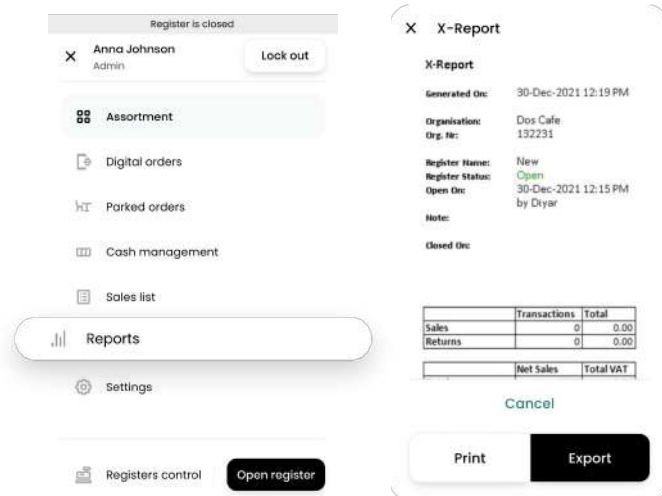 Register is closed
Anna Johnson
Admin
Lock out
Assortment
Digital orders
Parked orders
Cash management
Sales list
Reports
Settings
Registers control
Open register
X-Report
X-Report
Generated On: 30-Dec-2021 12:19 PM
Organisation: Dos Cafe
Org. Nr: 132231
Register Name: New
Register Status: Open
Open On: 30-Dec-2021 12:15 PM
by Diyar
Note:
Closed On:
Transactions Total
Sales 0 0.00
Returns 0 0.00
Net Sales Total VAT
Cancel
Print
Export